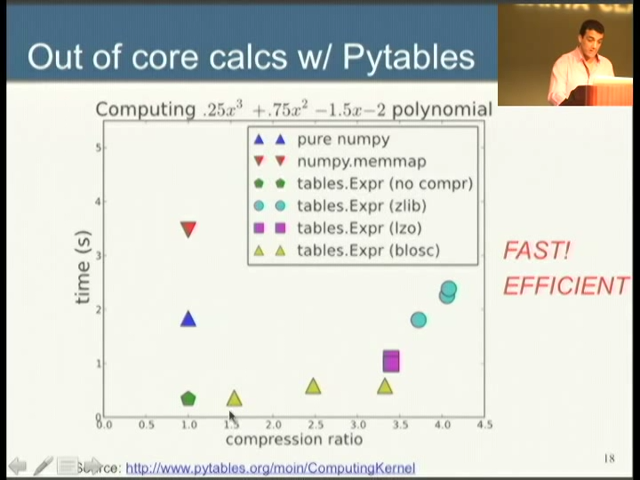 Out of core calcs w/ Pytables
Computing .25x³ +.75x² −1.5x−2 polynomial
pure numpy
numpy.memmap
tables.Expr (no compr)
tables.Expr (zlib)
tables.Expr (lzo)
tables.Expr (blosc)
time (s)
5
4
3
2
1
0
0.0 0.5 1.0 1.5 2.0 2.5 3.0 3.5 4.0 4.5
compression ratio
FAST!
EFFICIENT
18
Source: http://www.pytables.org/moin/ComputingKernel